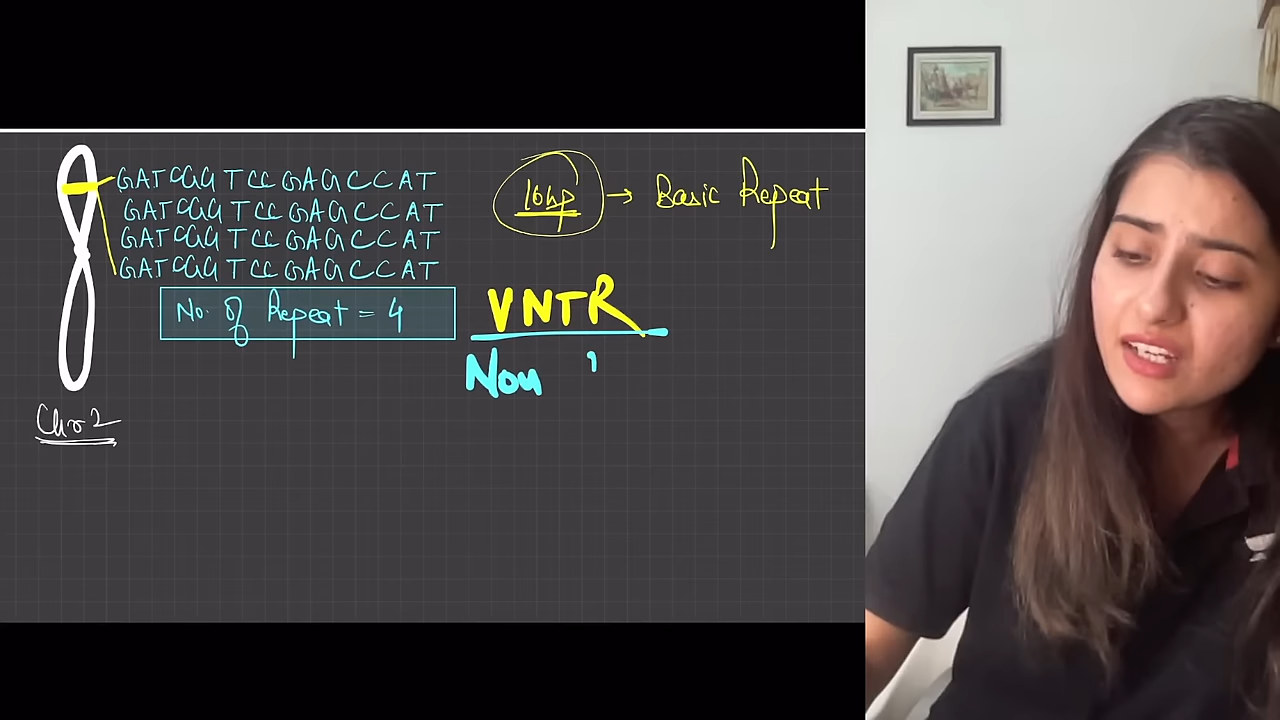 GATCGGTCCGAGCCAT
GATCGGTCCGAGCCAT
GATCGGTCCGAGCCAT
GATCGGTCCGAGCCAT
No. of Repeat = 4
16bp → Basic Repeat
VNTR
Non
Chr 2